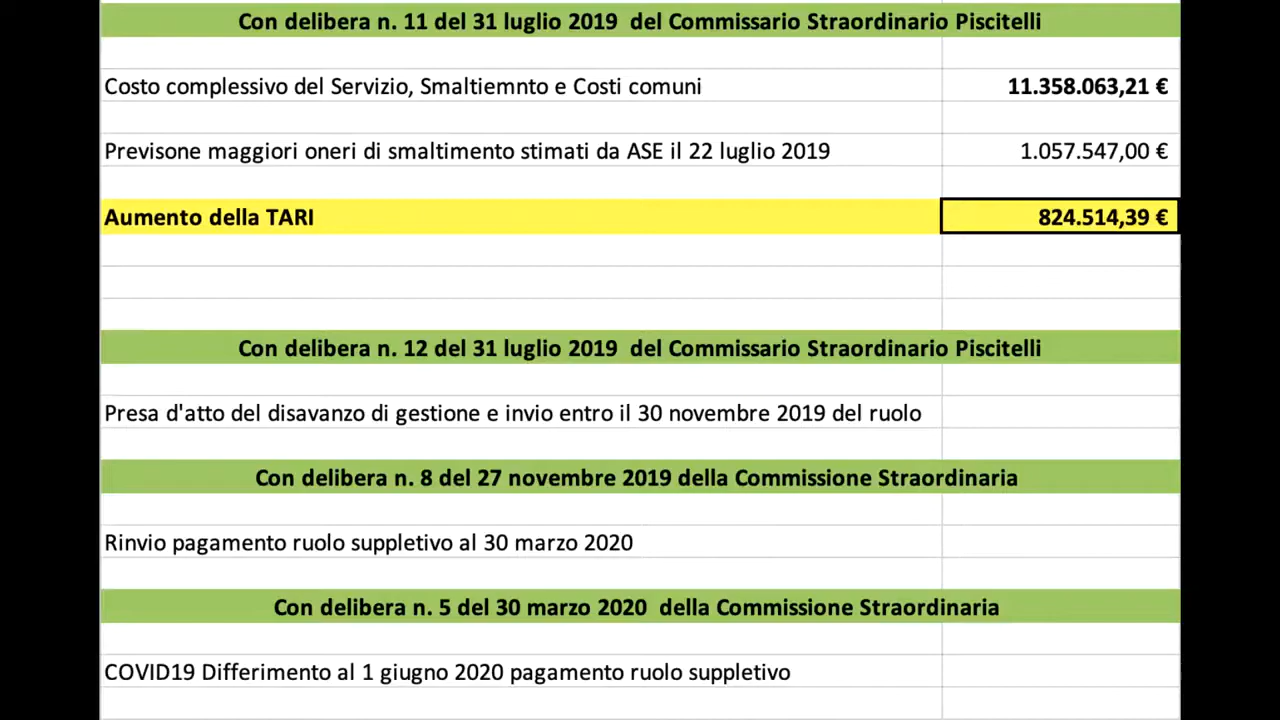 Con delibera n. 11 del 31 luglio 2019 del Commissario Straordinario Piscitelli
Costo complessivo del Servizio, Smaltiemnto e Costi comuni 11.358.063,21 €
Previsone maggiori oneri di smaltimento stimati da ASE il 22 luglio 2019 1.057.547,00 €
Aumento della TARI 824.514,39 €
Con delibera n. 12 del 31 luglio 2019 del Commissario Straordinario Piscitelli
Presa d'atto del disavanzo di gestione e invio entro il 30 novembre 2019 del ruolo
Con delibera n. 8 del 27 novembre 2019 della Commissione Straordinaria
Rinvio pagamento ruolo suppletivo al 30 marzo 2020
Con delibera n. 5 del 30 marzo 2020 della Commissione Straordinaria
COVID19 Differimento al 1 giugno 2020 pagamento ruolo suppletivo